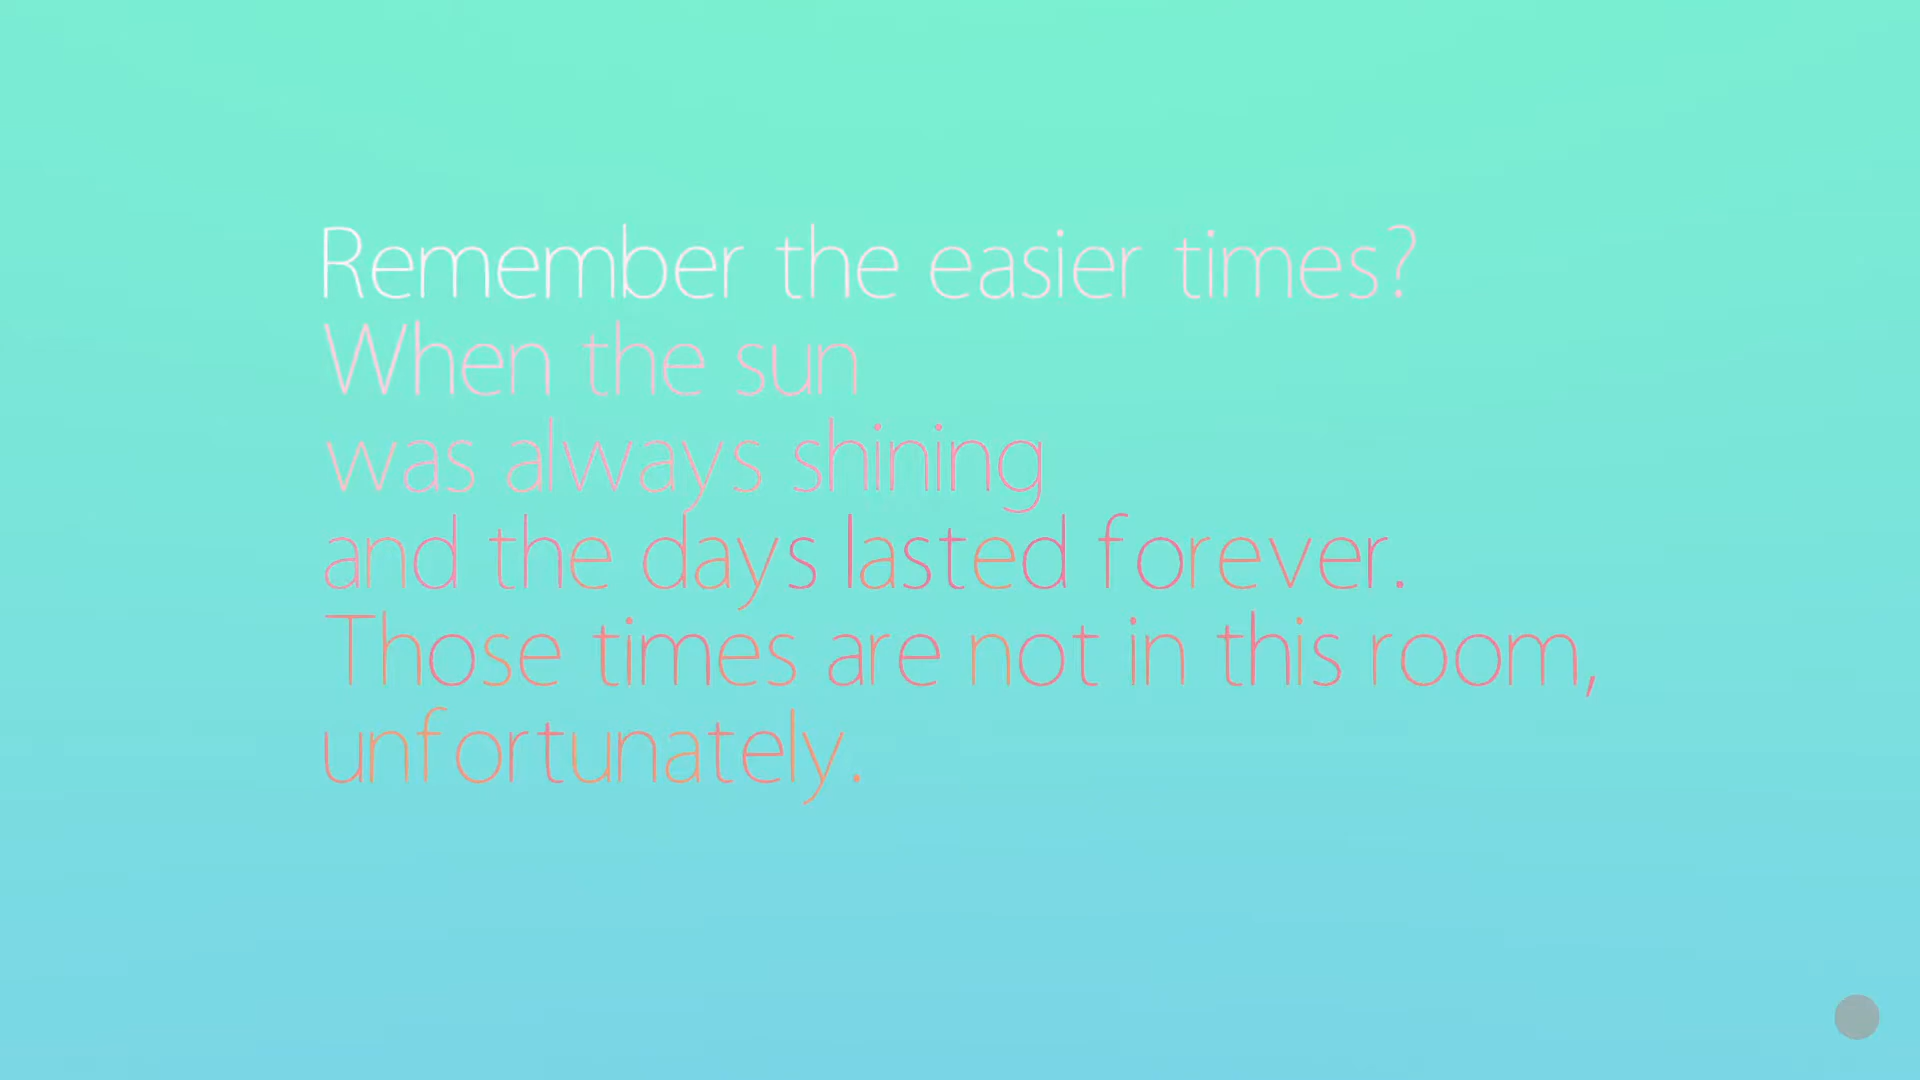 Remember the easier times?
When the sun
was always shining
and the days lasted forever.
Those times are not in this room,
unfortunately.